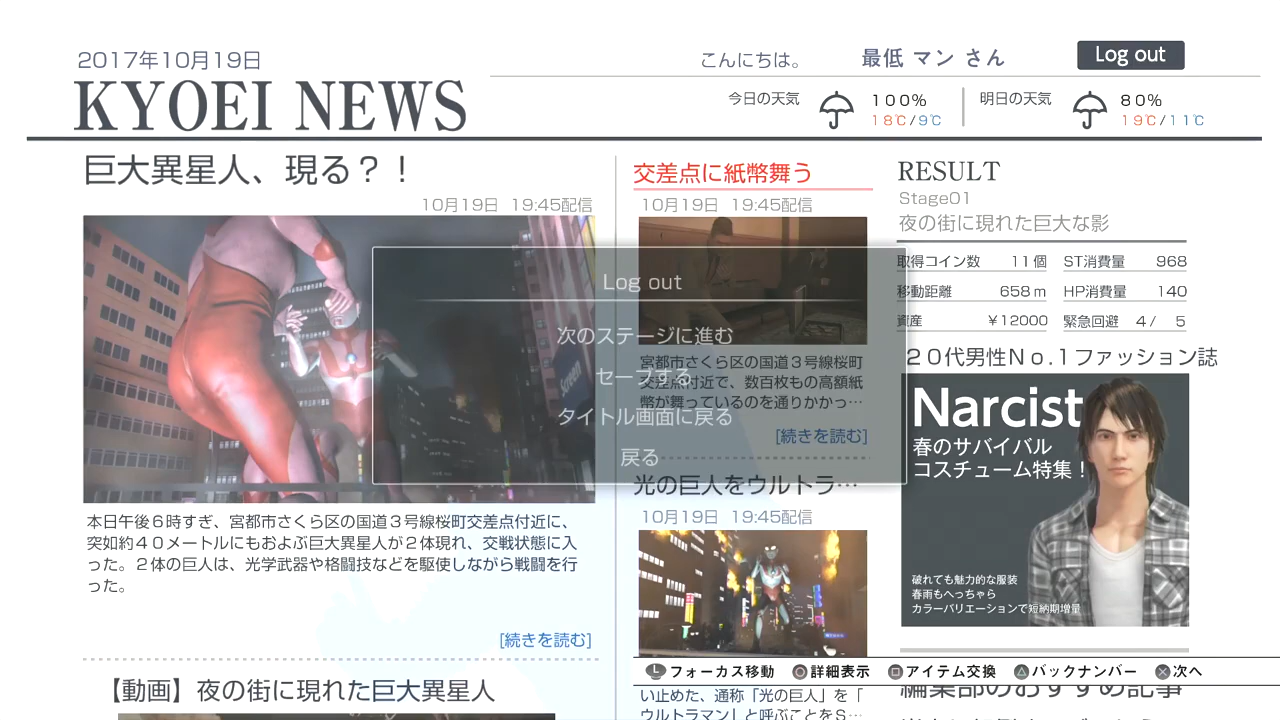 2017年10月19日
KYOEI NEWS
こんにちは。 最低 マン さん
Log out
今日の天気 100% 18℃/9℃
明日の天気 80% 19℃/11℃
巨大異星人、現る？！
10月19日 19:45配信
本日午後６時すぎ、宮都市さくら区の国道３号線桜町交差点付近に、
突如約４０メートルにもおよぶ巨大異星人が２体現れ、交戦状態に入
った。２体の巨人は、光学武器や格闘技などを駆使しながら戦闘を行
った。
[続きを読む]
【動画】夜の街に現れた巨大異星人
交差点に紙幣舞う
10月19日 19:45配信
宮都市さくら区の国道３号線桜町
交差点付近で、数百枚もの高額紙
幣が舞っているのを通りかかっ…
[続きを読む]
光の巨人をウルトラ…
10月19日 19:45配信
い止めた、通称「光の巨人」を「
ウルトラマン」と呼ぶことをＳ…
Log out
次のステージに進む
セーブする
タイトル画面に戻る
戻る
RESULT
Stage01
夜の街に現れた巨大な影
取得コイン数 11個 ST消費量 968
移動距離 658ｍ HP消費量 140
資産 ￥12000 緊急回避 4/ 5
２０代男性Ｎｏ.１ファッション誌
Narcist
春のサバイバル
コスチューム特集！
破れても魅力的な服装
春雨もへっちゃら
カラーバリエーションで短納期増量
L フォーカス移動 詳細表示 アイテム交換 バックナンバー 次へ
編集部のおすすめ記事